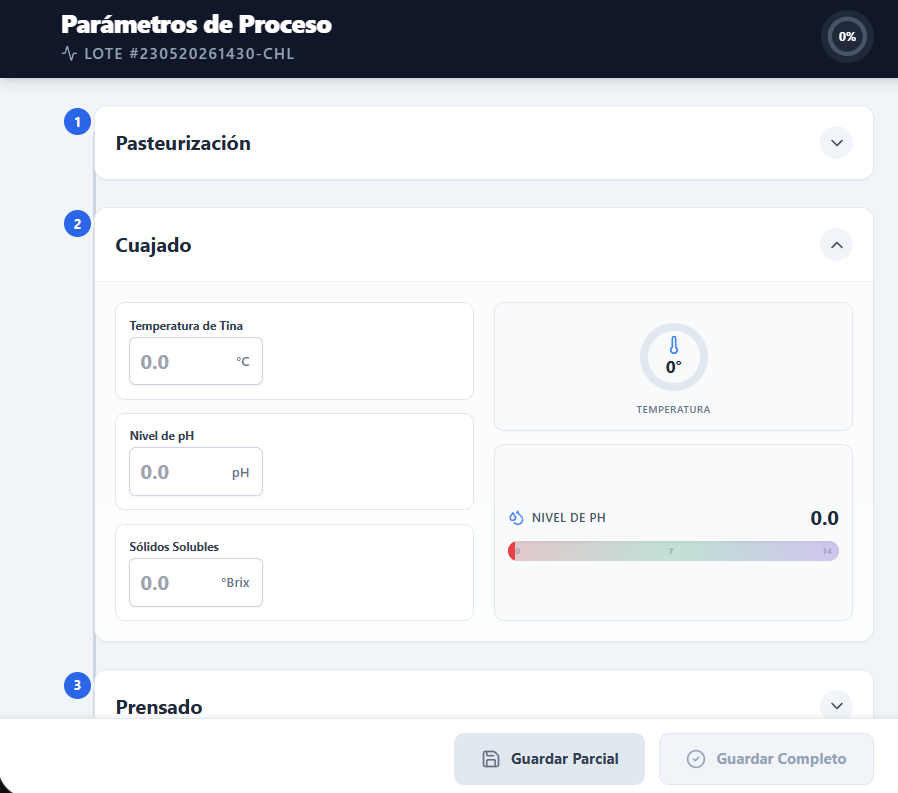 Parámetros de Proceso
LOTE #230520261430-CHL
0%
1
Pasteurización
2
Cuajado
Temperatura de Tina
0.0 °C
Nivel de pH
0.0 pH
Sólidos Solubles
0.0 °Brix
0°
TEMPERATURA
NIVEL DE PH 0.0
0 7 14
3
Prensado
Guardar Parcial
Guardar Completo